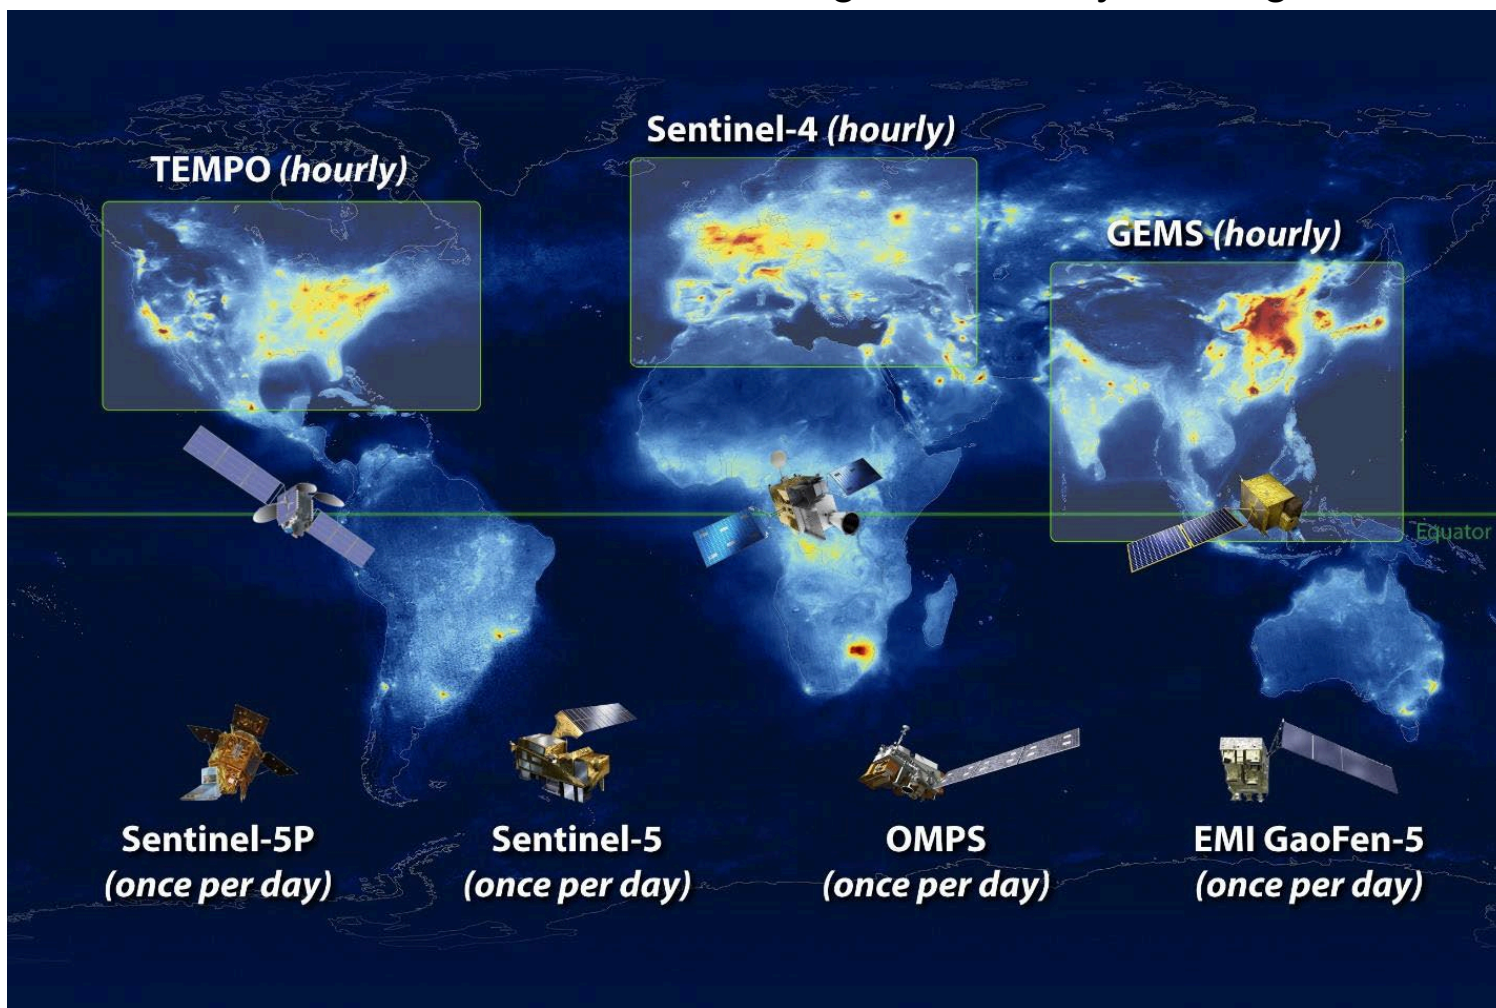 TEMPO (hourly)
Sentinel-4 (hourly)
GEMS (hourly)
Equator
Sentinel-5P
(once per day)
Sentinel-5
(once per day)
OMPS
(once per day)
EMI GaoFen-5
(once per day)